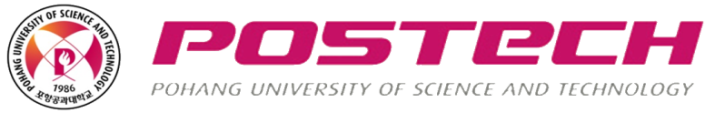 POHANG UNIVERSITY OF SCIENCE AND TECHNOLOGY
P
1986
포항공과대학교
POSTECH
POHANG UNIVERSITY OF SCIENCE AND TECHNOLOGY